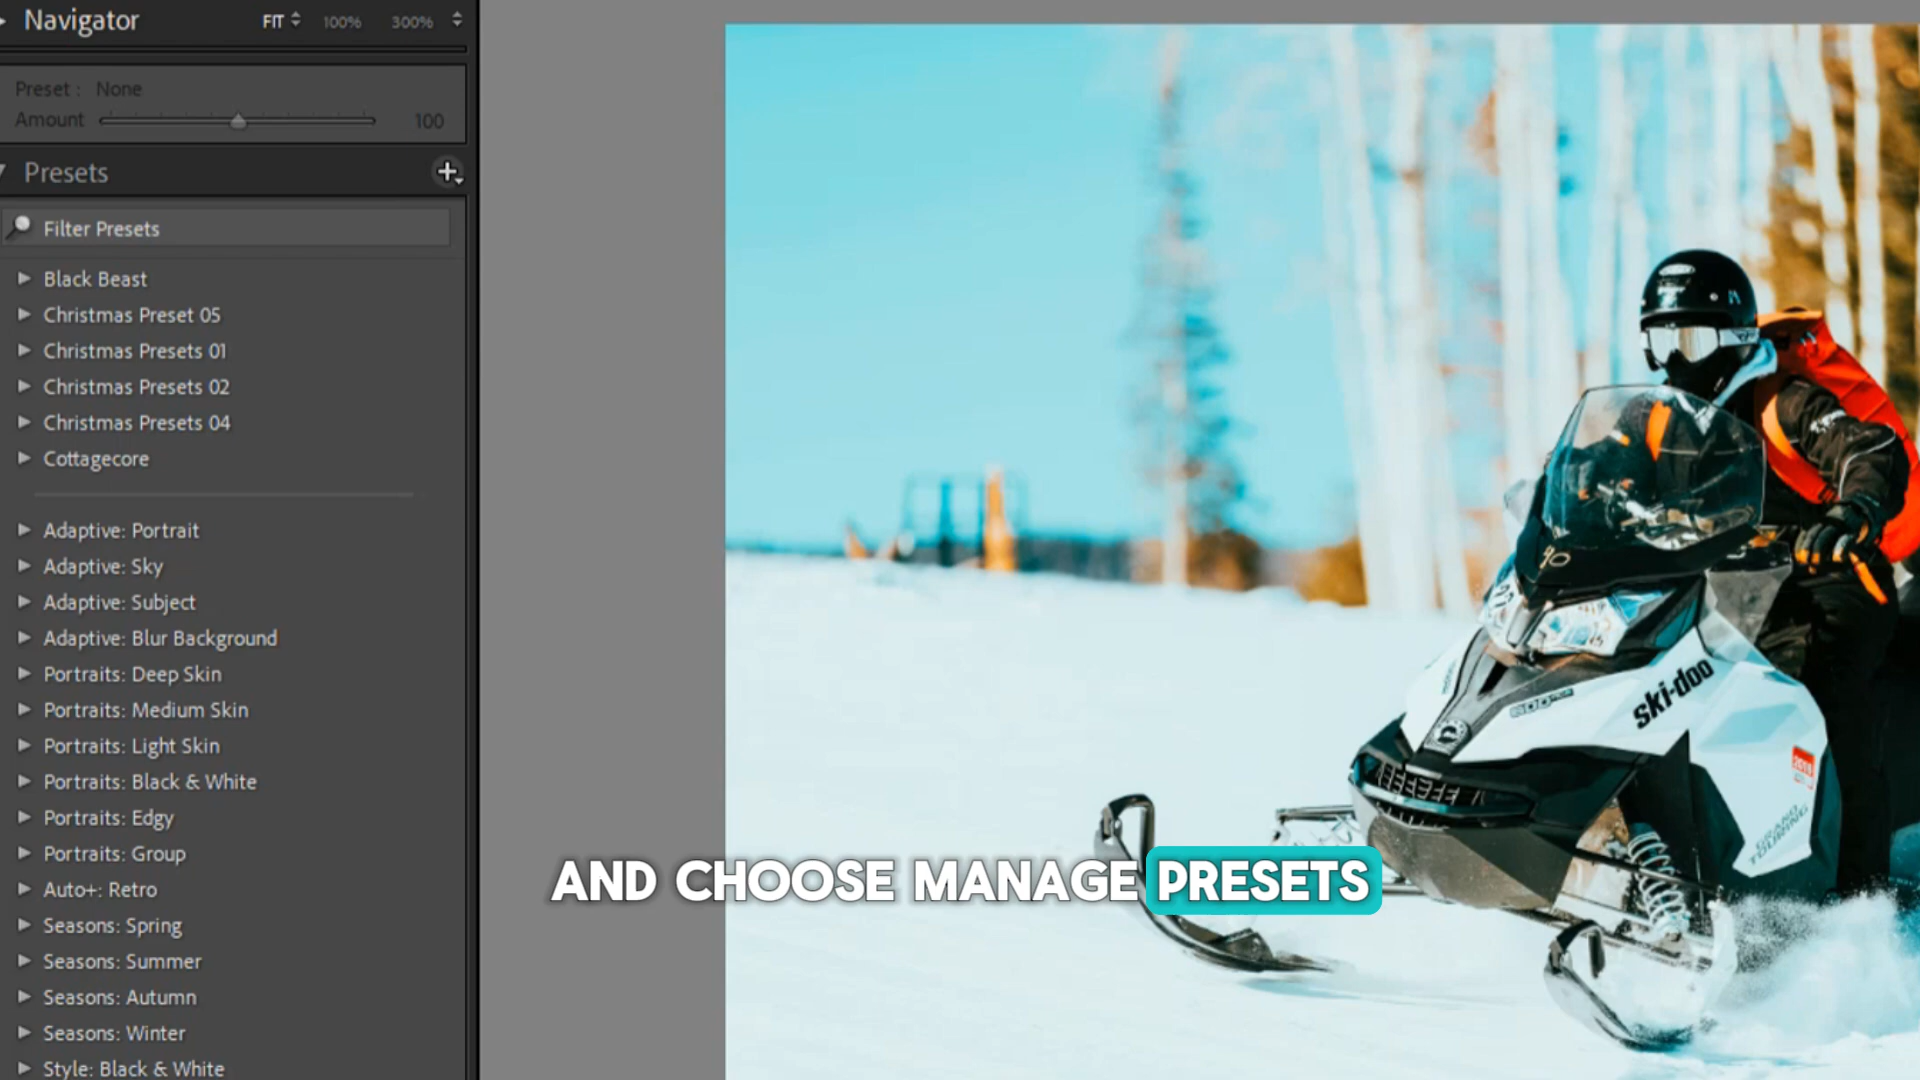 Navigator
FIT 100% 300%
Preset : None
Amount 100
Presets
Filter Presets
Black Beast
Christmas Preset 05
Christmas Presets 01
Christmas Presets 02
Christmas Presets 04
Cottagecore
Adaptive: Portrait
Adaptive: Sky
Adaptive: Subject
Adaptive: Blur Background
Portraits: Deep Skin
Portraits: Medium Skin
Portraits: Light Skin
Portraits: Black & White
Portraits: Edgy
Portraits: Group
Auto+: Retro
Seasons: Spring
Seasons: Summer
Seasons: Autumn
Seasons: Winter
Style: Black & White
ski-doo
GRAND
TOURING
AND CHOOSE MANAGE PRESETS